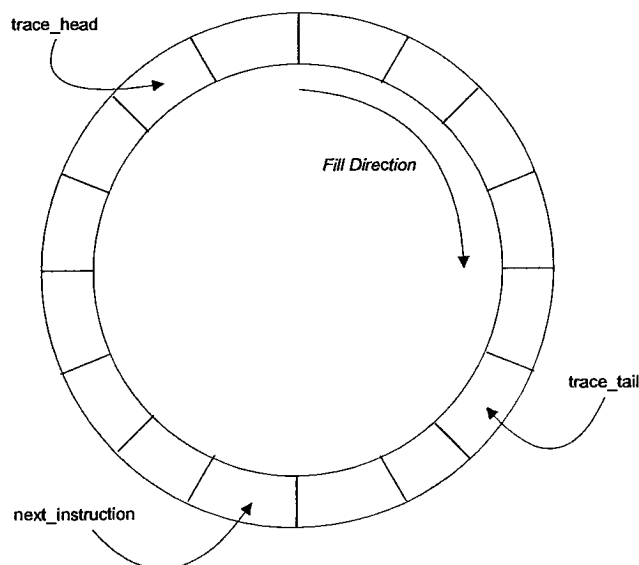 trace_head
Fill Direction
trace_tail
next_instruction